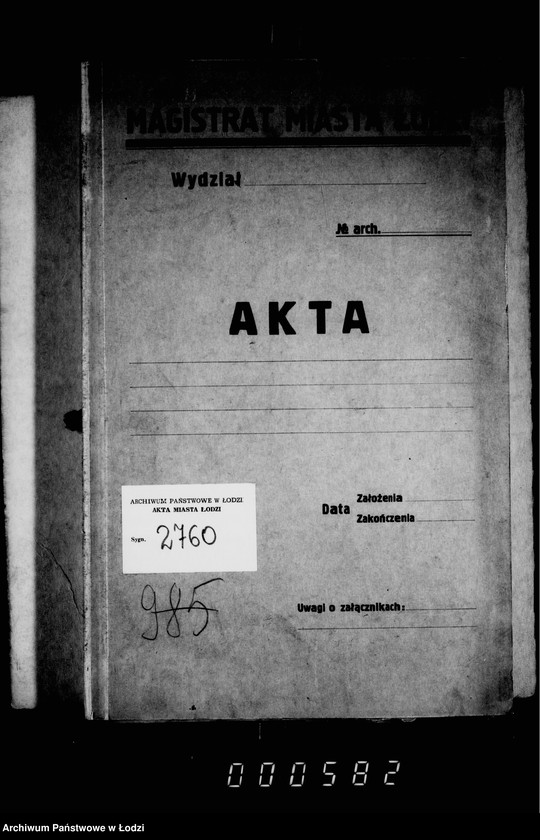 MAGISTRAT MIASTA ŁODZI
Wydział
№ arch.
AKTA
Data
Założenia
Zakończenia
ARCHIWUM PAŃSTWOWE W ŁODZI
AKTA MIASTA ŁODZI
Sygn. 2760
985
Uwagi o załącznikach:
000582
Archiwum Państwowe w Łodzi